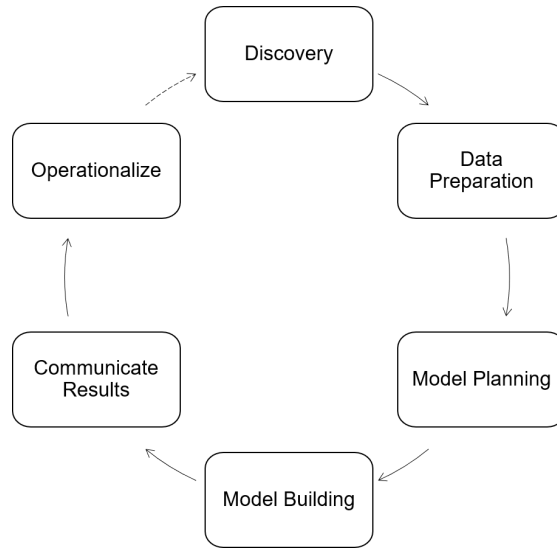 Discovery
Data
Preparation
Model Planning
Model Building
Communicate
Results
Operationalize